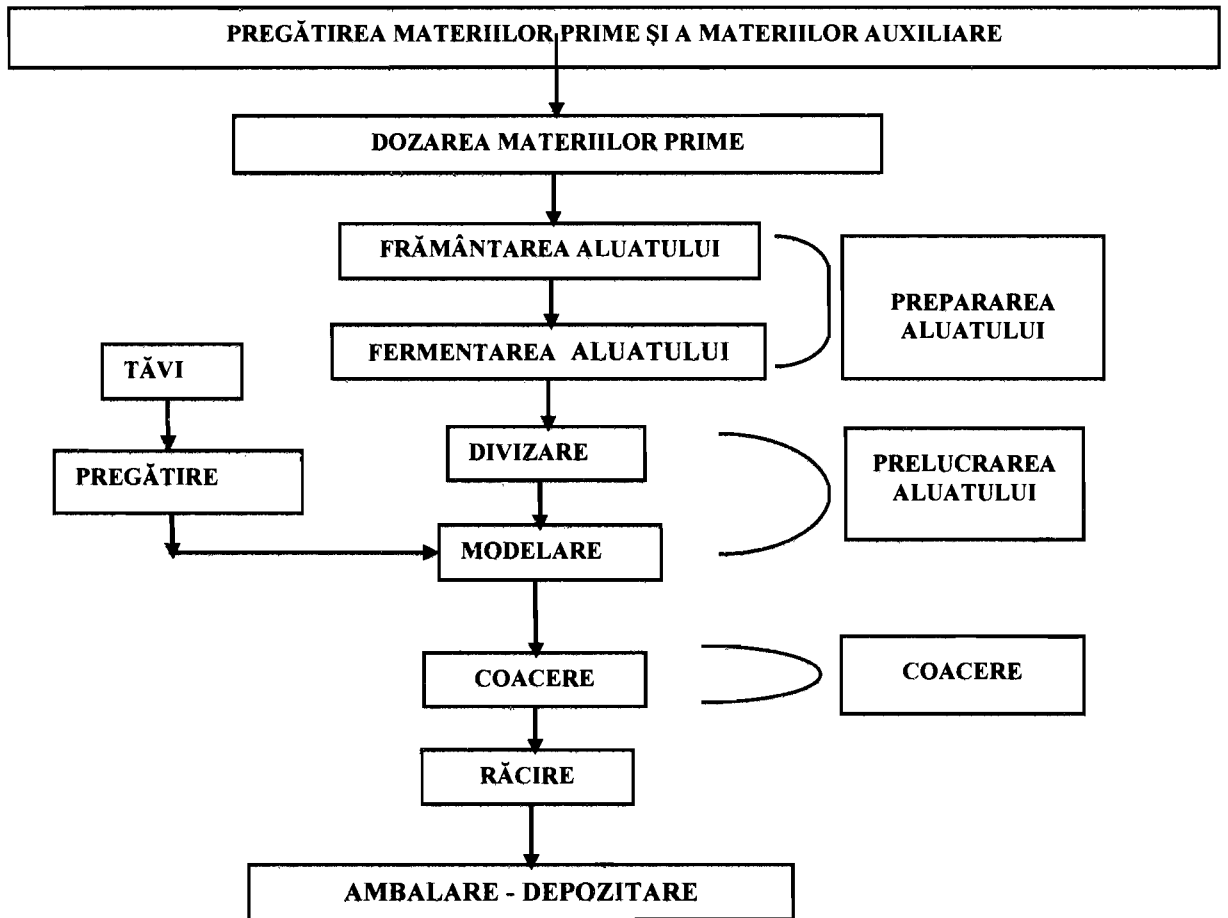 PREGĂTIREA MATERIILOR PRIME ȘI A MATERIILOR AUXILIARE
DOZAREA MATERIILOR PRIME
FRĂMÂNTAREA ALUATULUI
PREPARAREA
ALUATULUI
FERMENTAREA ALUATULUI
TĂVI
DIVIZARE
PRELUCRAREA
ALUATULUI
PREGĂTIRE
MODELARE
COACERE
COACERE
RĂCIRE
AMBALARE - DEPOZITARE